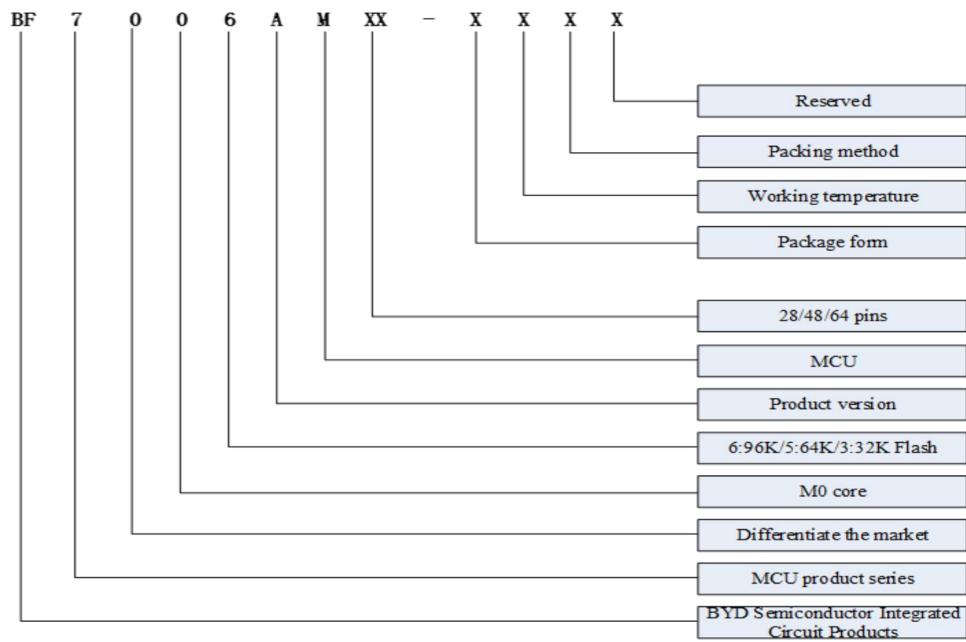 BF 7 0 0 6 A M XX - X X X X
Reserved
Packing method
Working temperature
Package form
28/48/64 pins
MCU
Product version
6:96K/5:64K/3:32K Flash
M0 core
Differentiate the market
MCU product series
BYD Semiconductor Integrated
Circuit Products